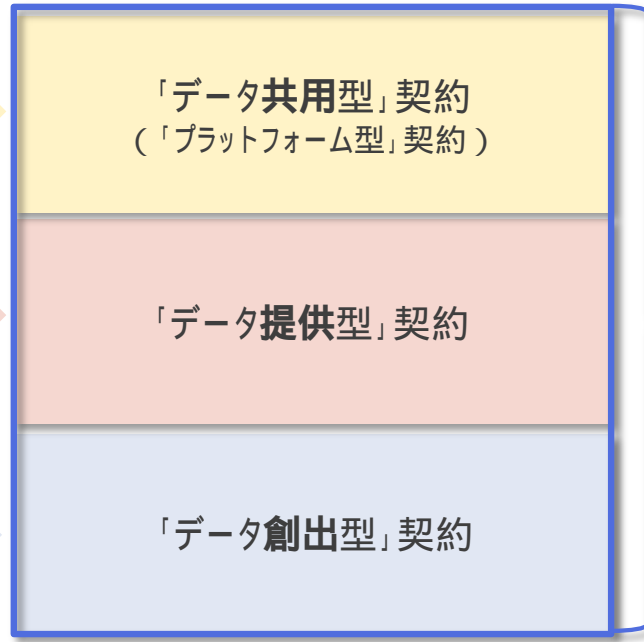 「データ共用型」契約
（「プラットフォーム型」契約）
「データ提供型」契約
「データ創出型」契約